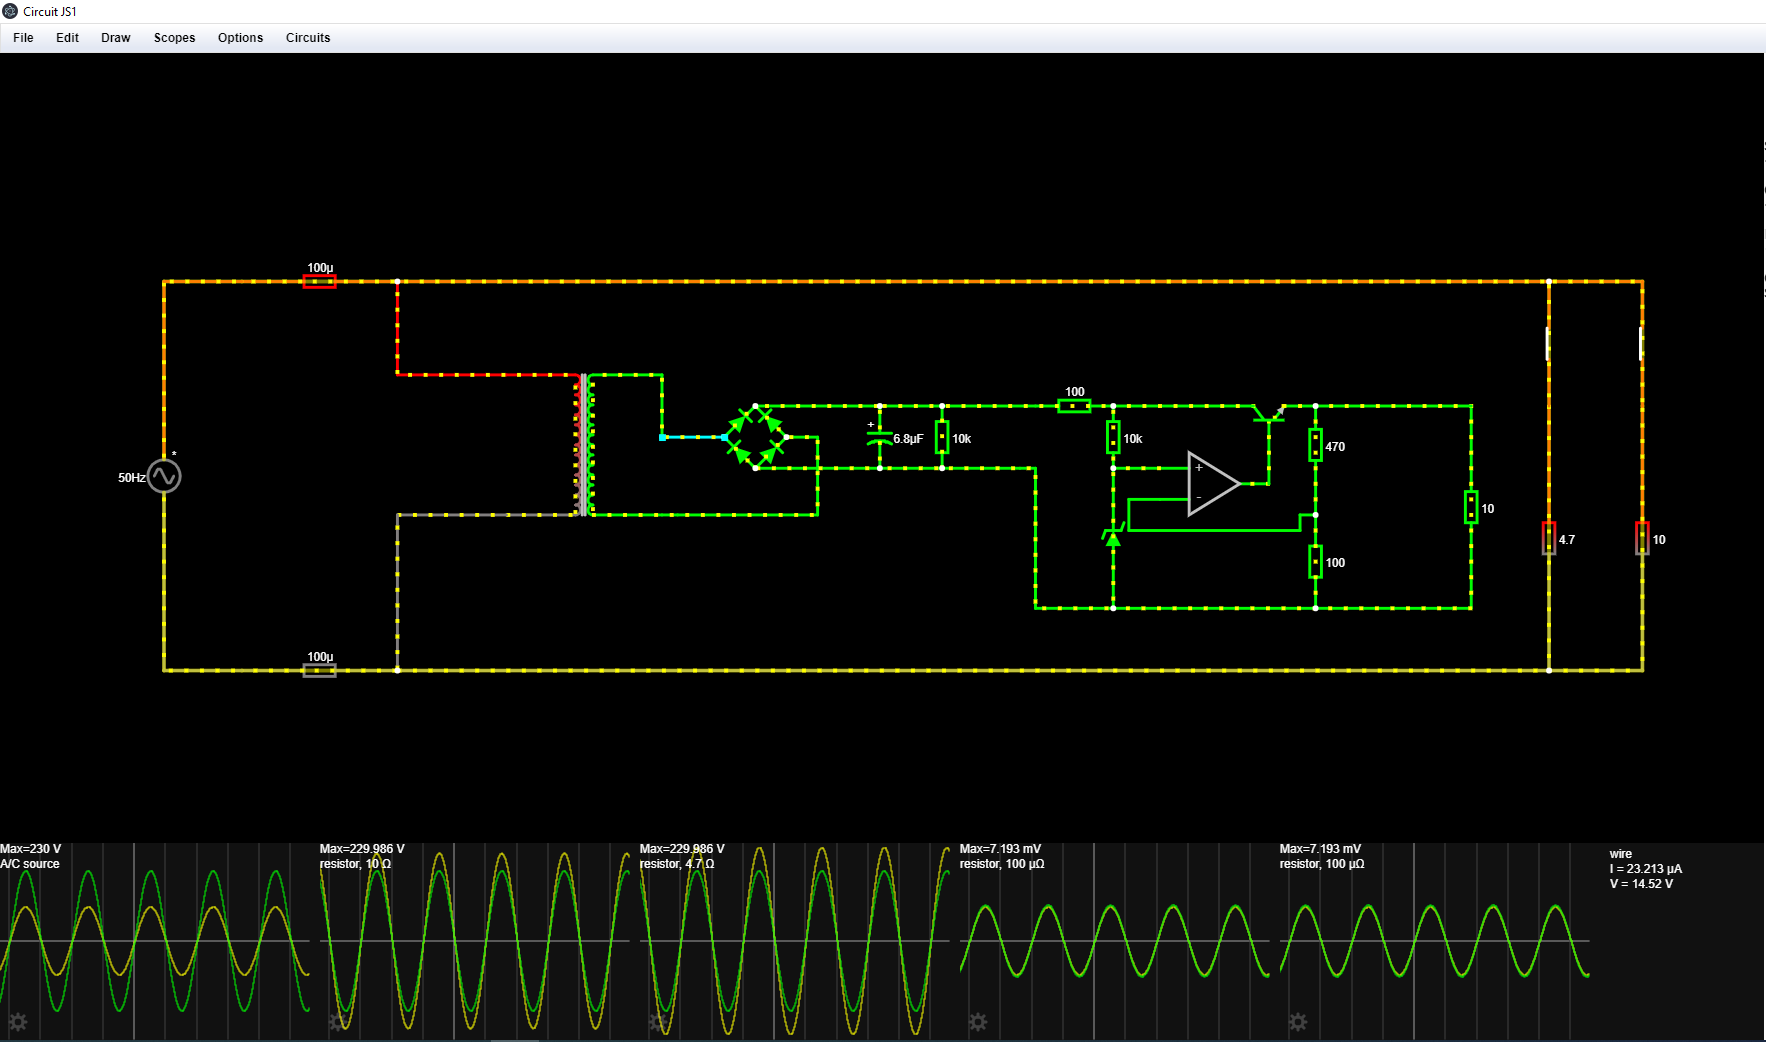 Circuit JS1
File Edit Draw Scopes Options Circuits
100µ
100
+
6.8µF
10k
10k
470
*
50Hz
+
-
10
4.7
10
100
100µ
Max=230 V
A/C source
Max=229.986 V
resistor, 10 Ω
Max=229.986 V
resistor, 4.7 Ω
Max=7.193 mV
resistor, 100 µΩ
Max=7.193 mV
resistor, 100 µΩ
wire
I = 23.213 µA
V = 14.52 V